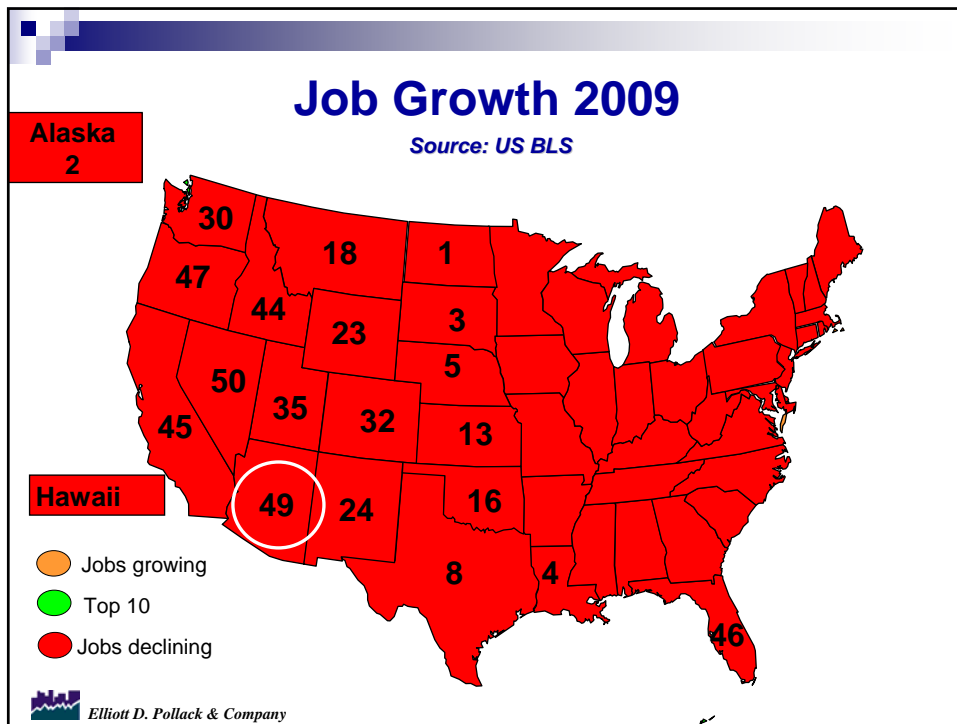 Job Growth 2009
Source: US BLS
Alaska
2
30
18
1
47
44
3
23
5
50
35
32
45
13
49
24
16
Hawaii
8
4
46
Jobs growing
Top 10
Jobs declining
Elliott D. Pollack & Company